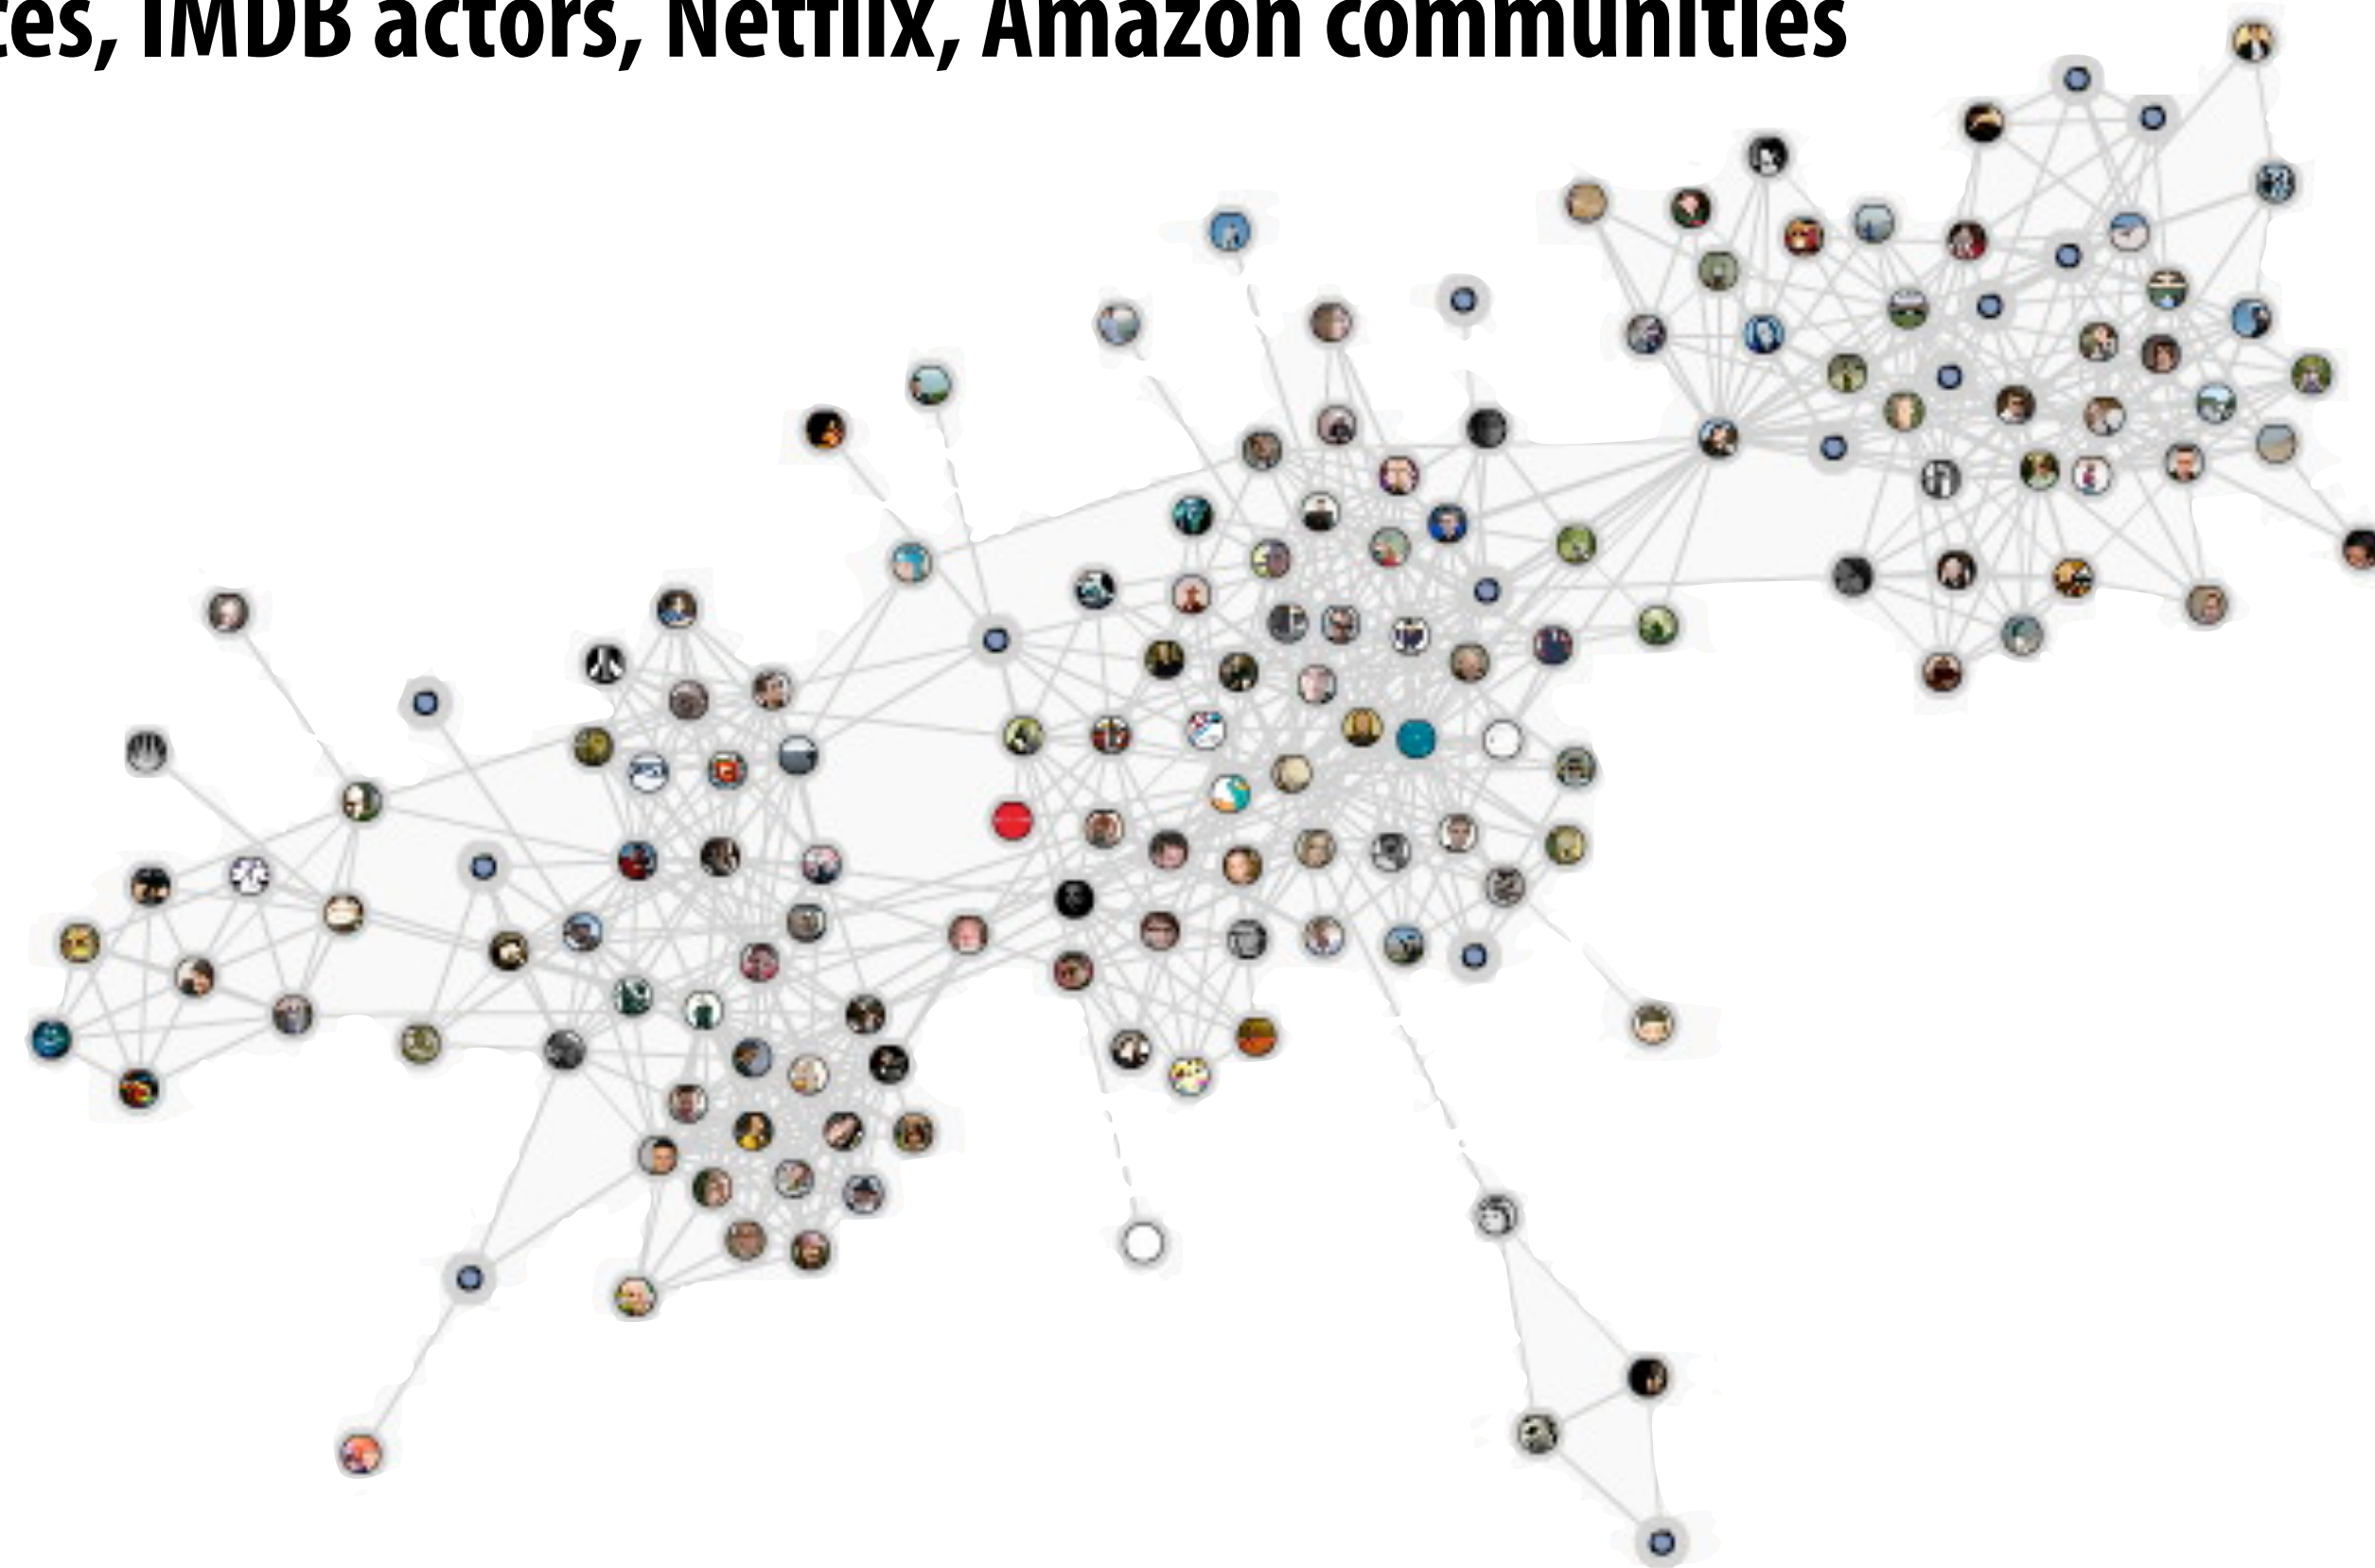 ces, IMDB actors, Netflix, Amazon communities